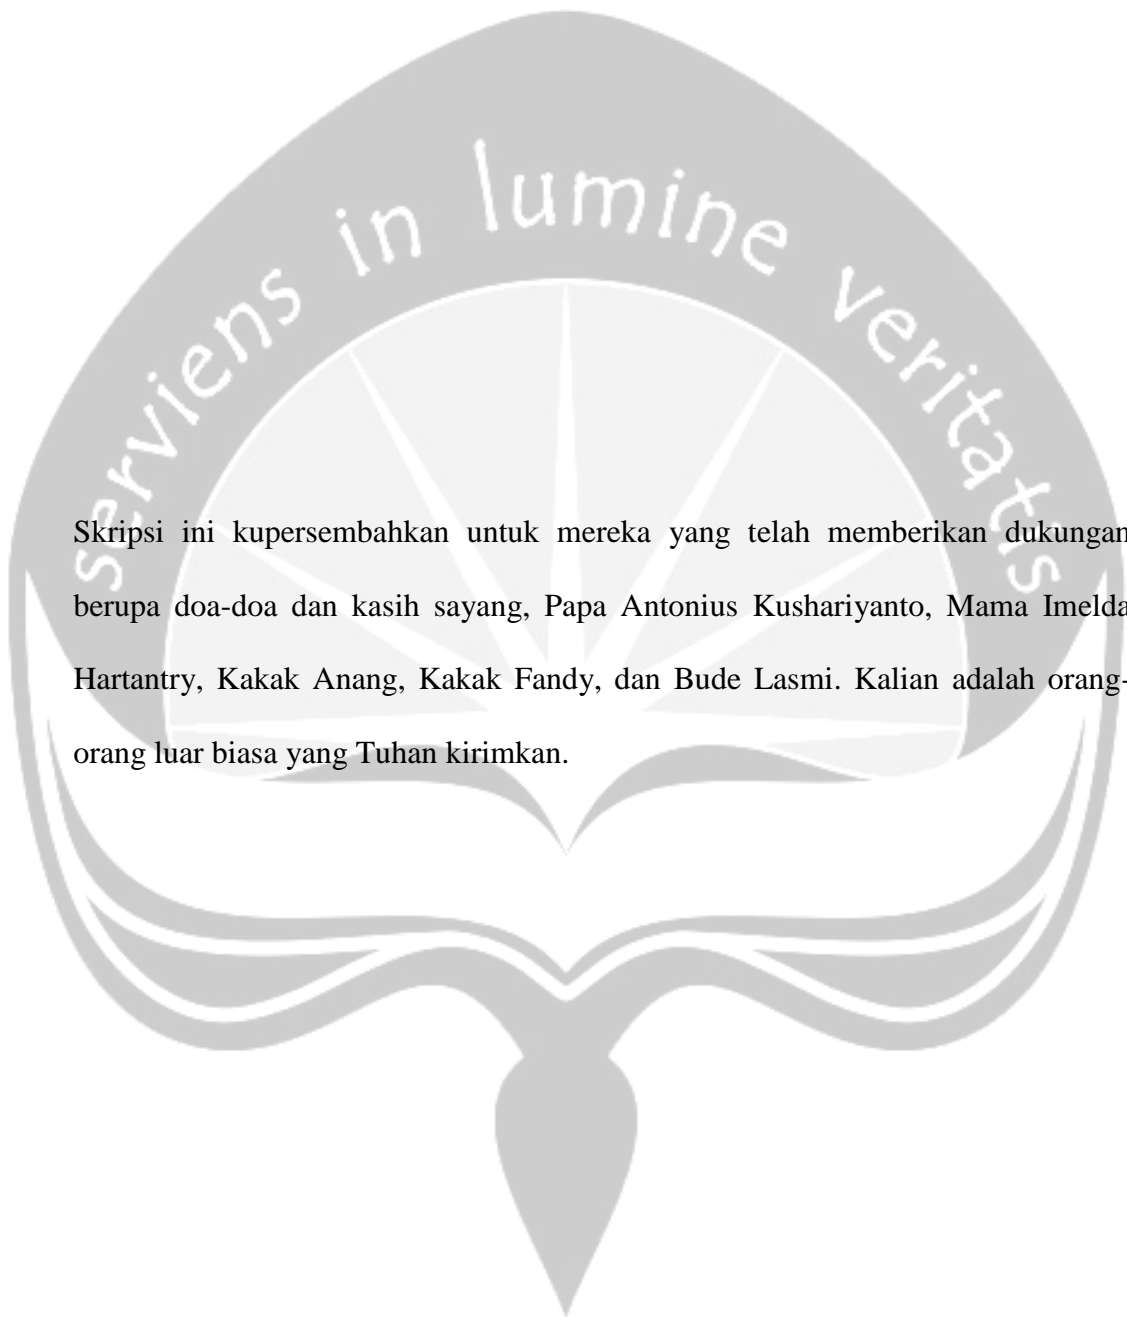 serviens in lumine veritatis
Skripsi ini kupersembahkan untuk mereka yang telah memberikan dukungan
berupa doa-doa dan kasih sayang, Papa Antonius Kushariyanto, Mama Imelda
Hartantry, Kakak Anang, Kakak Fandy, dan Bude Lasmi. Kalian adalah orang-
orang luar biasa yang Tuhan kirimkan.